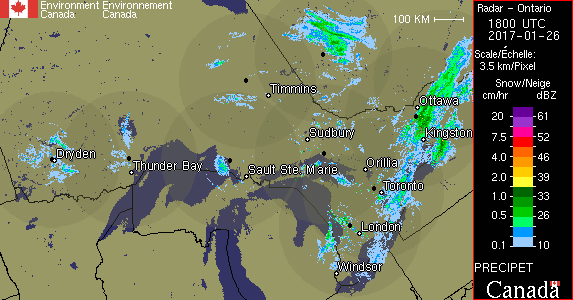 Environment Environnement
Canada Canada
100 KM
Timmins
Ottawa
Sudbury
Kingston
Dryden
Thunder Bay
Sault Ste. Marie
Orillia
Toronto
London
Windsor
Radar - Ontario
1800 UTC
2017-01-26
Scale/Échelle:
3.5 km/Pixel
Snow/Neige
cm/hr dBZ
20 61
7.5 52
4.0 46
2.0 39
1.0 33
0.5 26
0.1 10
PRECIPET
Canada